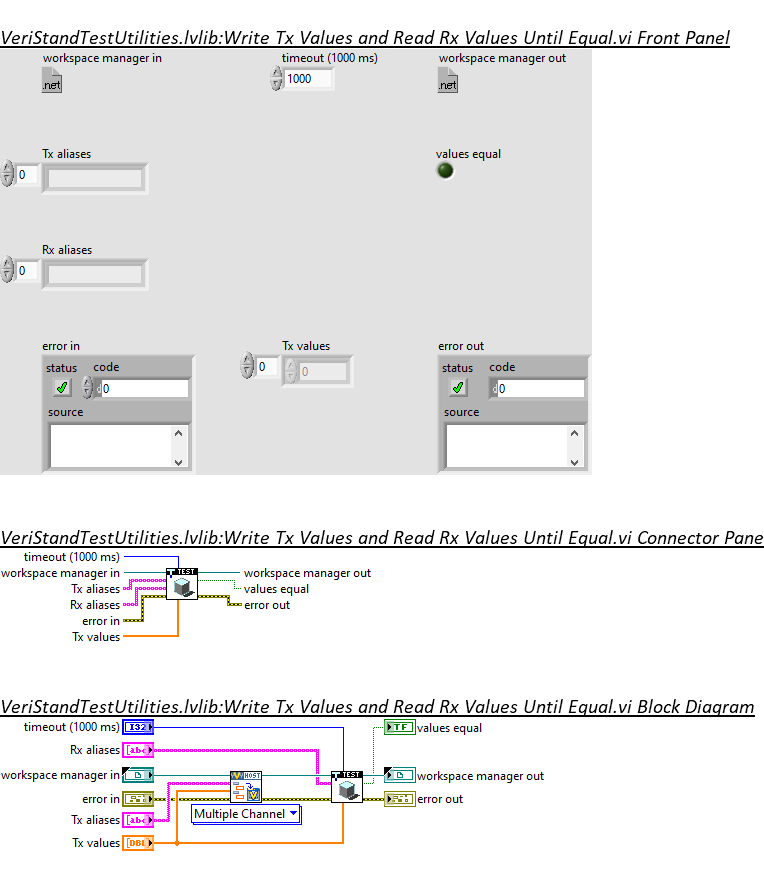 VeriStandTestUtilities.lvlib:Write Tx Values and Read Rx Values Until Equal.vi Front Panel
workspace manager in
timeout (1000 ms)
workspace manager out
.net
1000
.net
Tx aliases
values equal
0
Rx aliases
0
error in
Tx values
error out
status
code
0
0
status
code
0
0
source
source
VeriStandTestUtilities.lvlib:Write Tx Values and Read Rx Values Until Equal.vi Connector Pane
timeout (1000 ms)
workspace manager in
TEST
workspace manager out
Tx aliases
values equal
Rx aliases
error out
error in
Tx values
VeriStandTestUtilities.lvlib:Write Tx Values and Read Rx Values Until Equal.vi Block Diagram
timeout (1000 ms)
I32
TF
values equal
Rx aliases
[abc]
workspace manager in
HOST
TEST
workspace manager out
error in
error out
Tx aliases
[abc]
Multiple Channel
Tx values
[DBL]